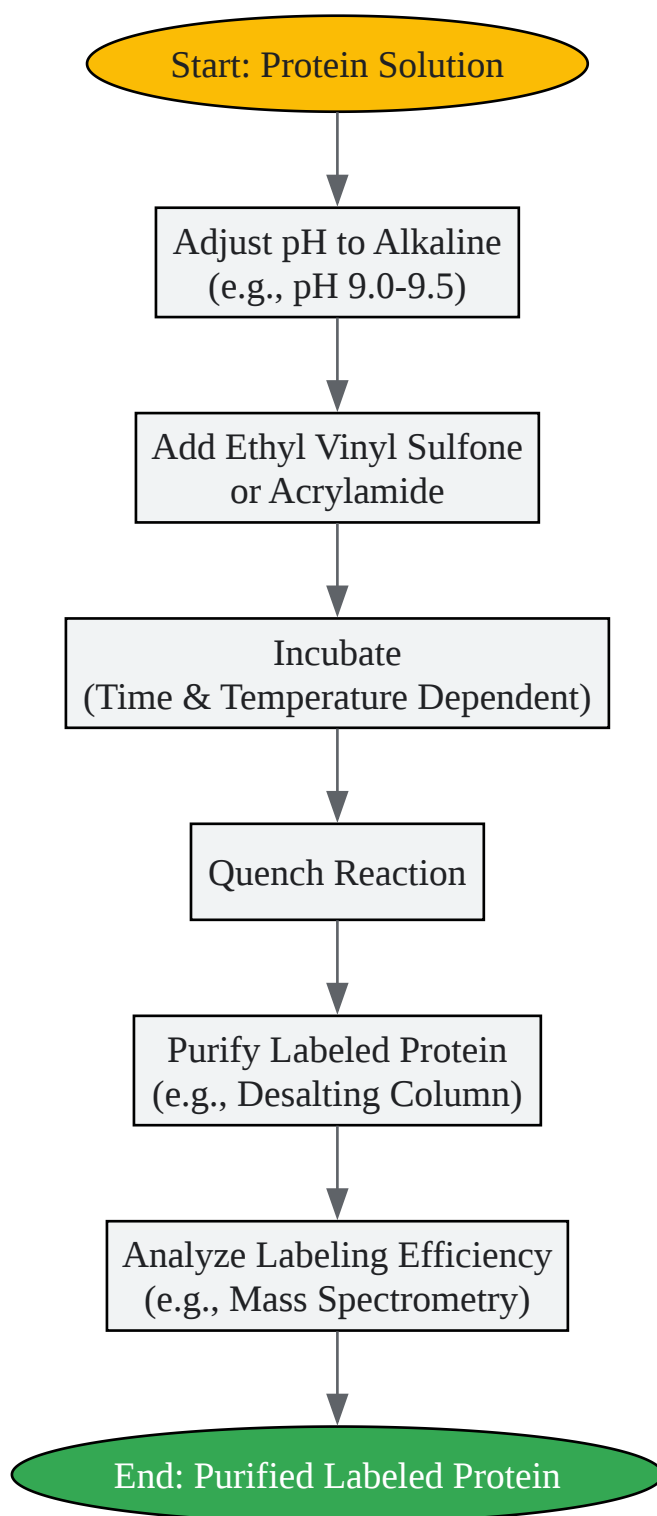 Start: Protein Solution
Adjust pH to Alkaline
(e.g., pH 9.0-9.5)
Add Ethyl Vinyl Sulfone
or Acrylamide
Incubate
(Time & Temperature Dependent)
Quench Reaction
Purify Labeled Protein
(e.g., Desalting Column)
Analyze Labeling Efficiency
(e.g., Mass Spectrometry)
End: Purified Labeled Protein